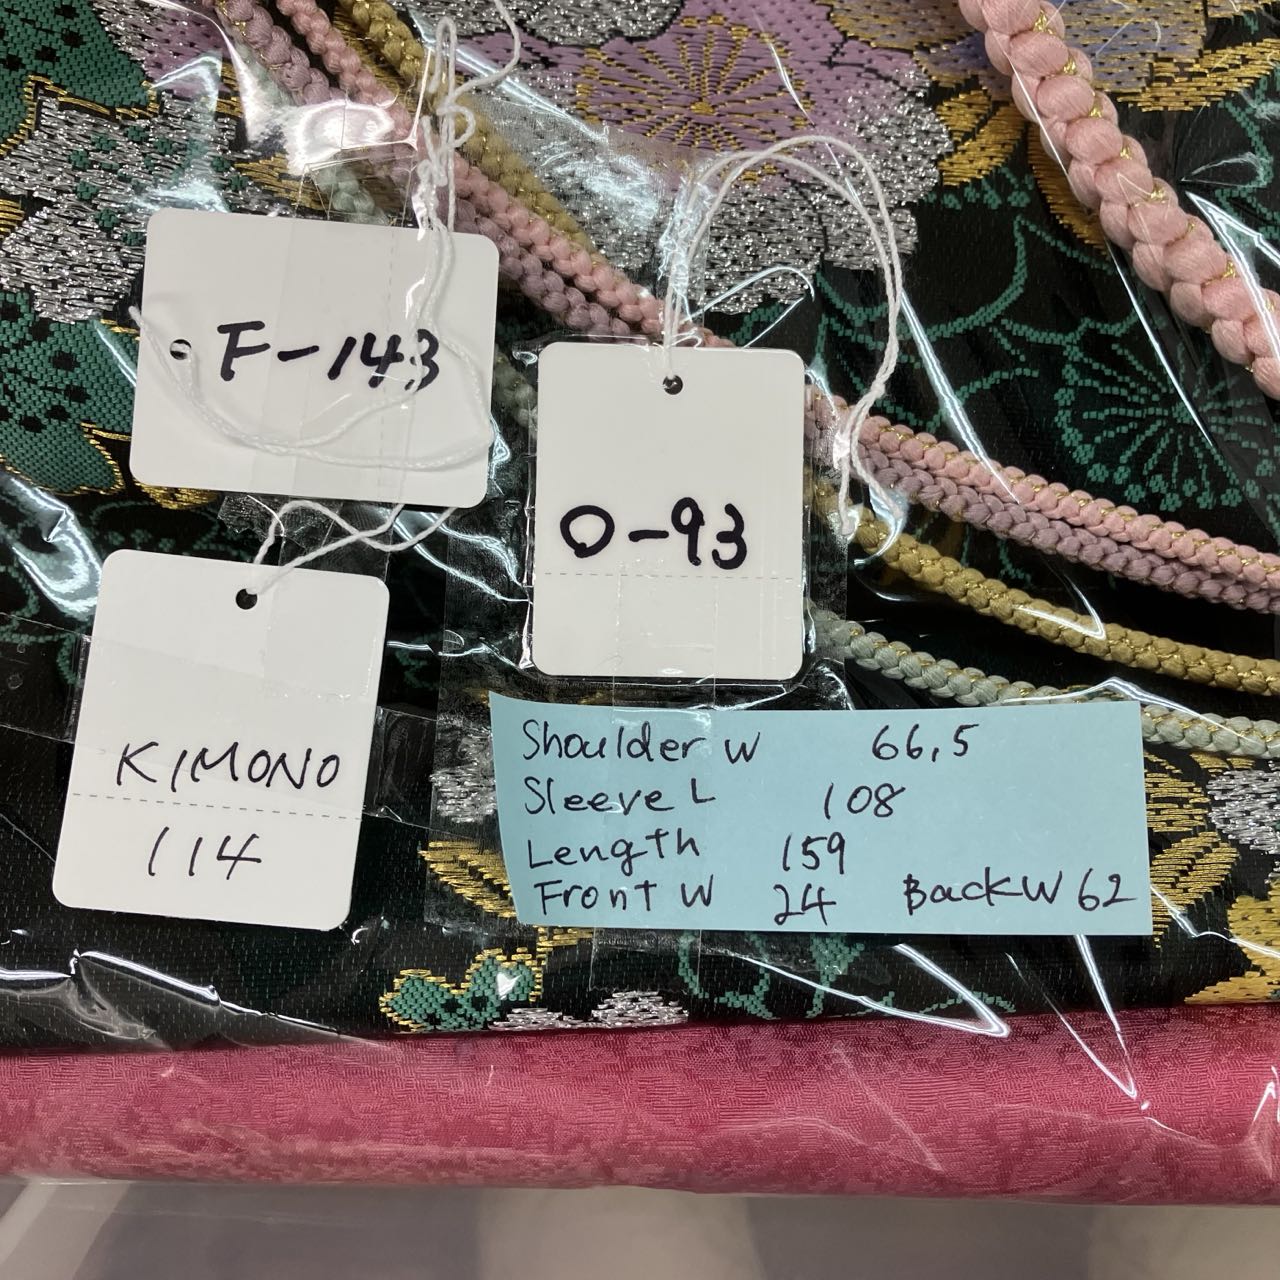 F-143
O-93
KIMONO
114
Shoulder W 66,5
Sleeve L 108
Length 159
Front W 24 Back W 62